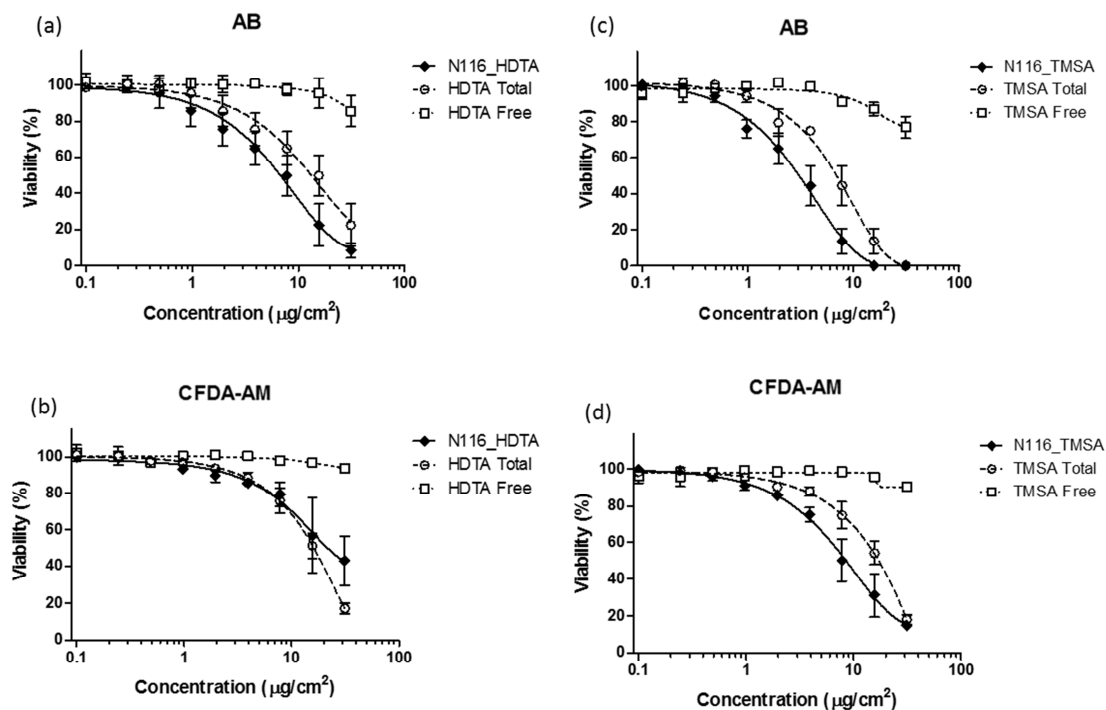 (a)
AB
Viability (%)
120
100
80
60
40
20
0
0.1
1
10
100
Concentration (μg/cm²)
N116_HDTA
HDTA Total
HDTA Free
(c)
AB
Viability (%)
120
100
80
60
40
20
0
0.1
1
10
100
Concentration (μg/cm²)
N116_TMSA
TMSA Total
TMSA Free
(b)
CFDA-AM
Viability (%)
120
100
80
60
40
20
0
0.1
1
10
100
Concentration (μg/cm²)
N116_HDTA
HDTA Total
HDTA Free
(d)
CFDA-AM
Viability (%)
120
100
80
60
40
20
0
0.1
1
10
100
Concentration (μg/cm²)
N116_TMSA
TMSA Total
TMSA Free